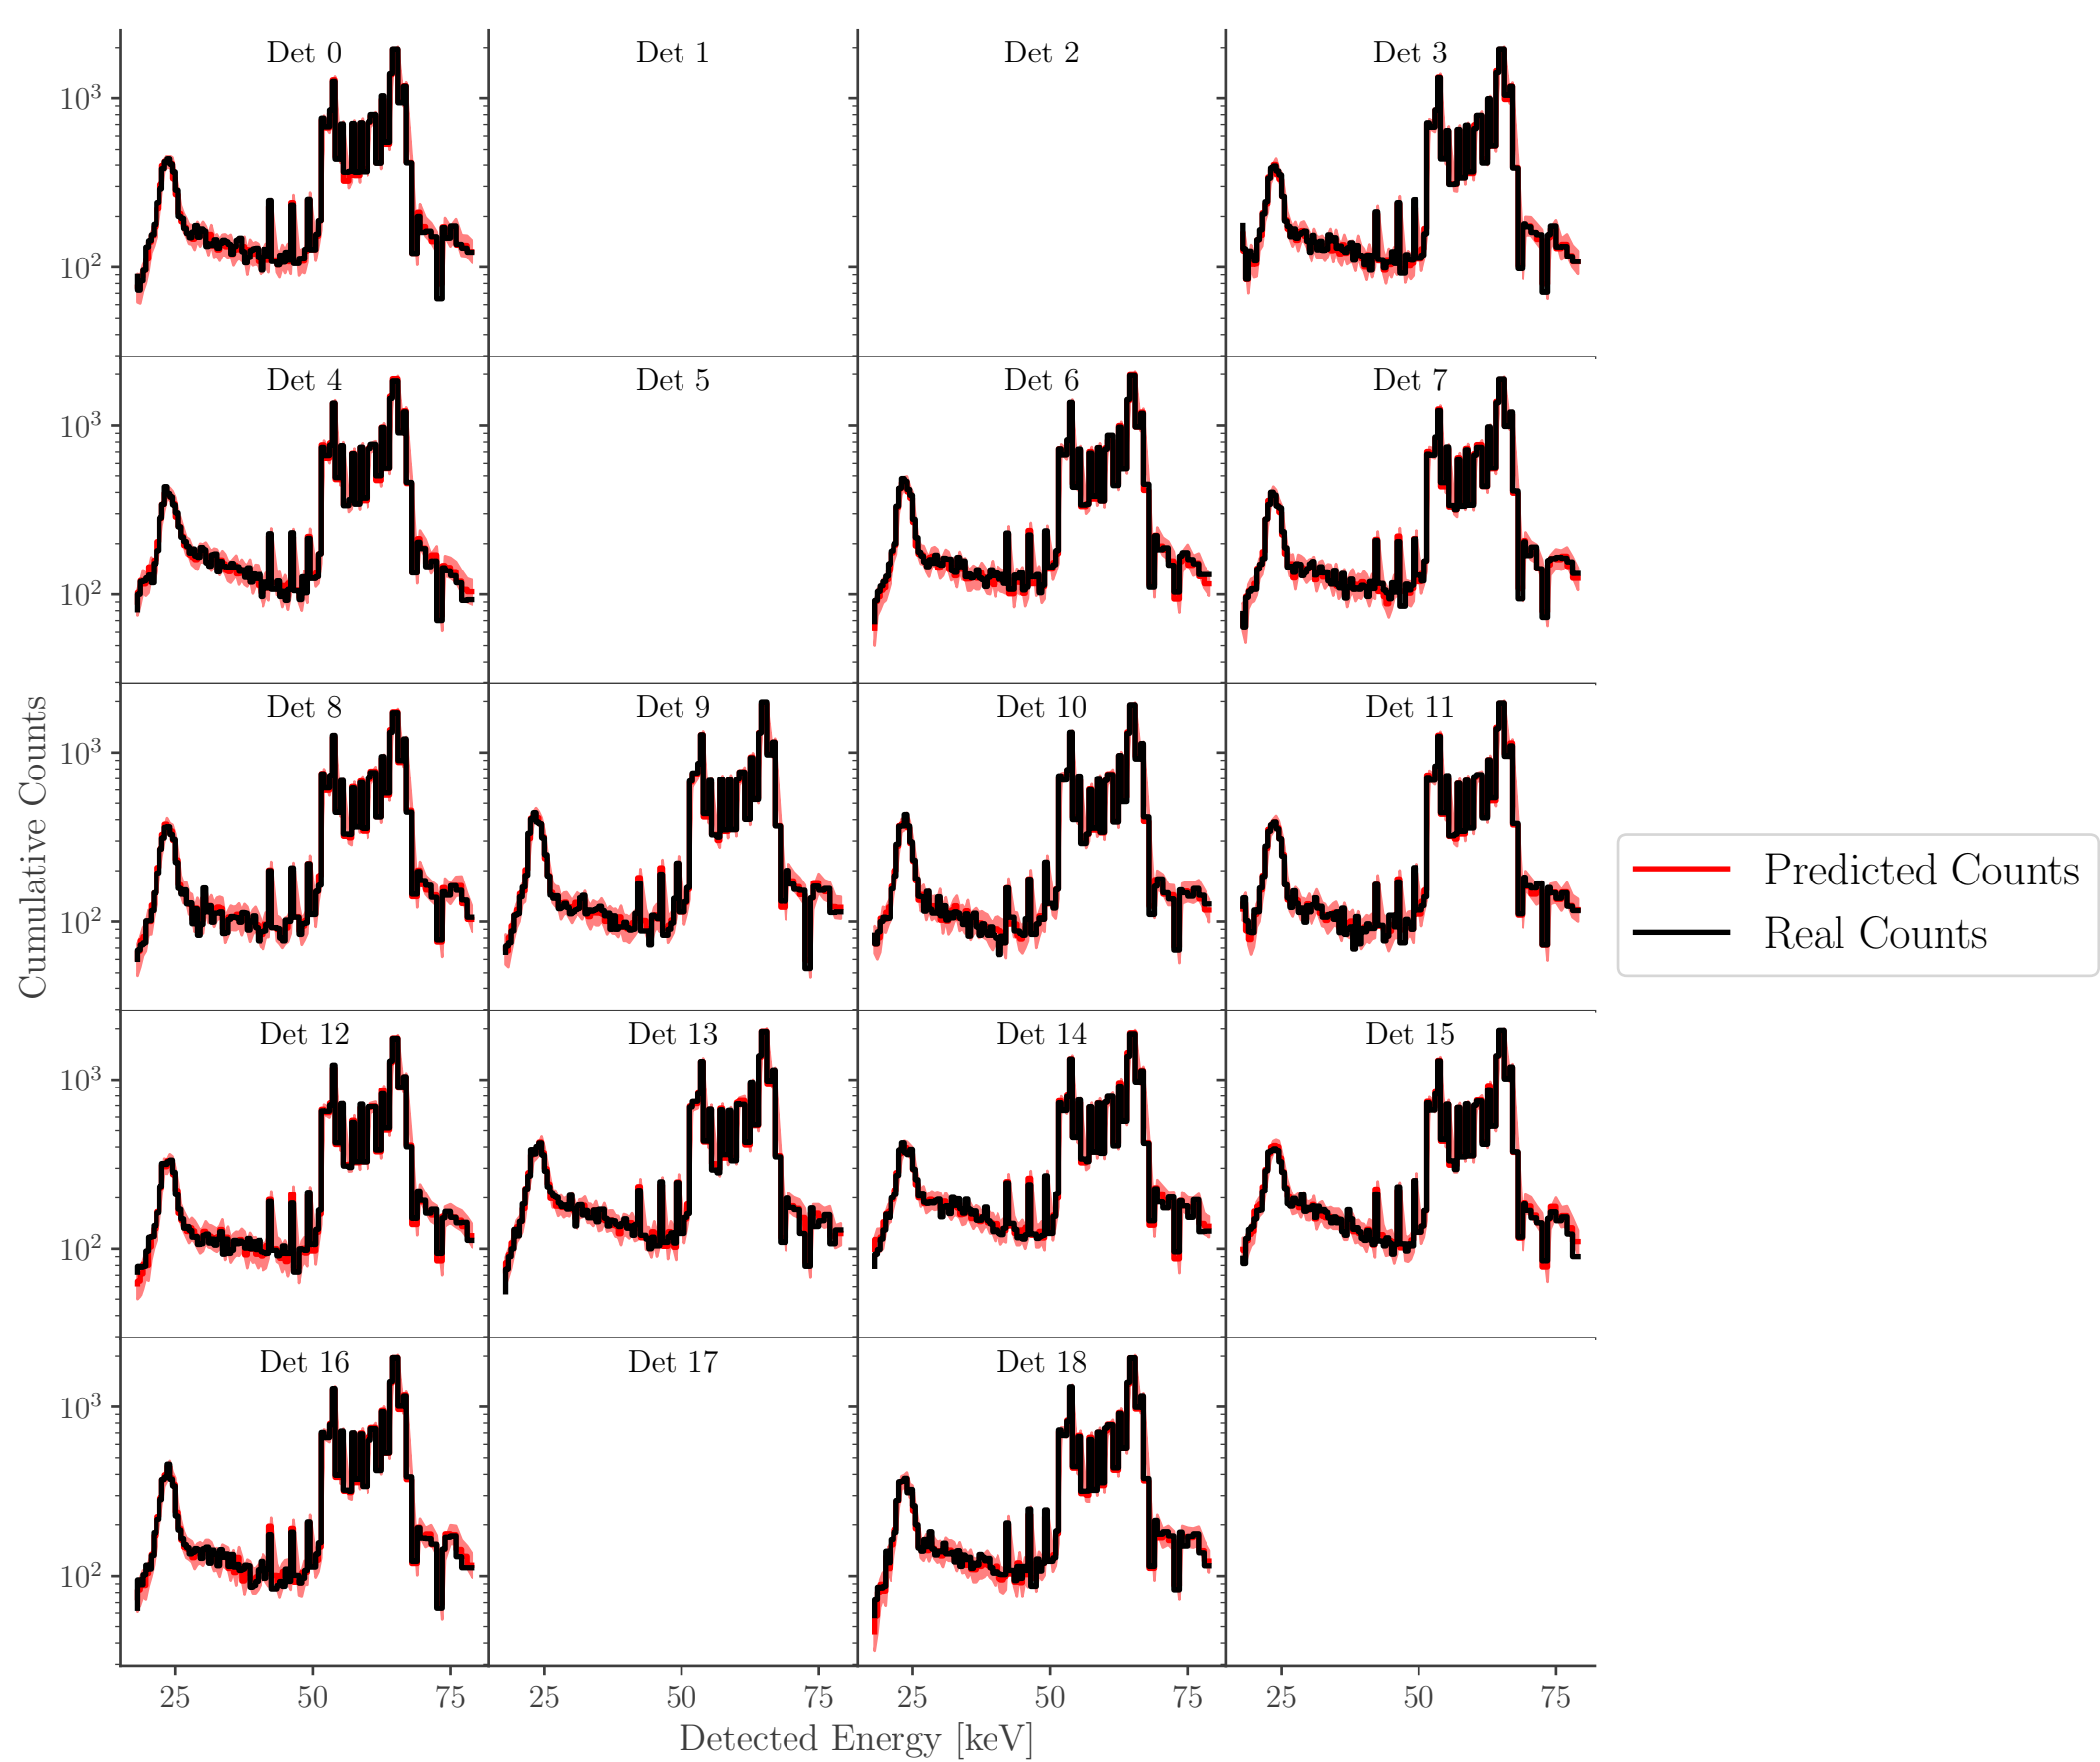 Det 0
Det 1
Det 2
Det 3
10³
10²
Det 4
Det 5
Det 6
Det 7
10³
10²
Det 8
Det 9
Det 10
Det 11
10³
10²
Det 12
Det 13
Det 14
Det 15
10³
10²
Det 16
Det 17
Det 18
10³
10²
25 50 75 25 50 75 25 50 75 25 50 75
Detected Energy [keV]
Cumulative Counts
Predicted Counts
Real Counts